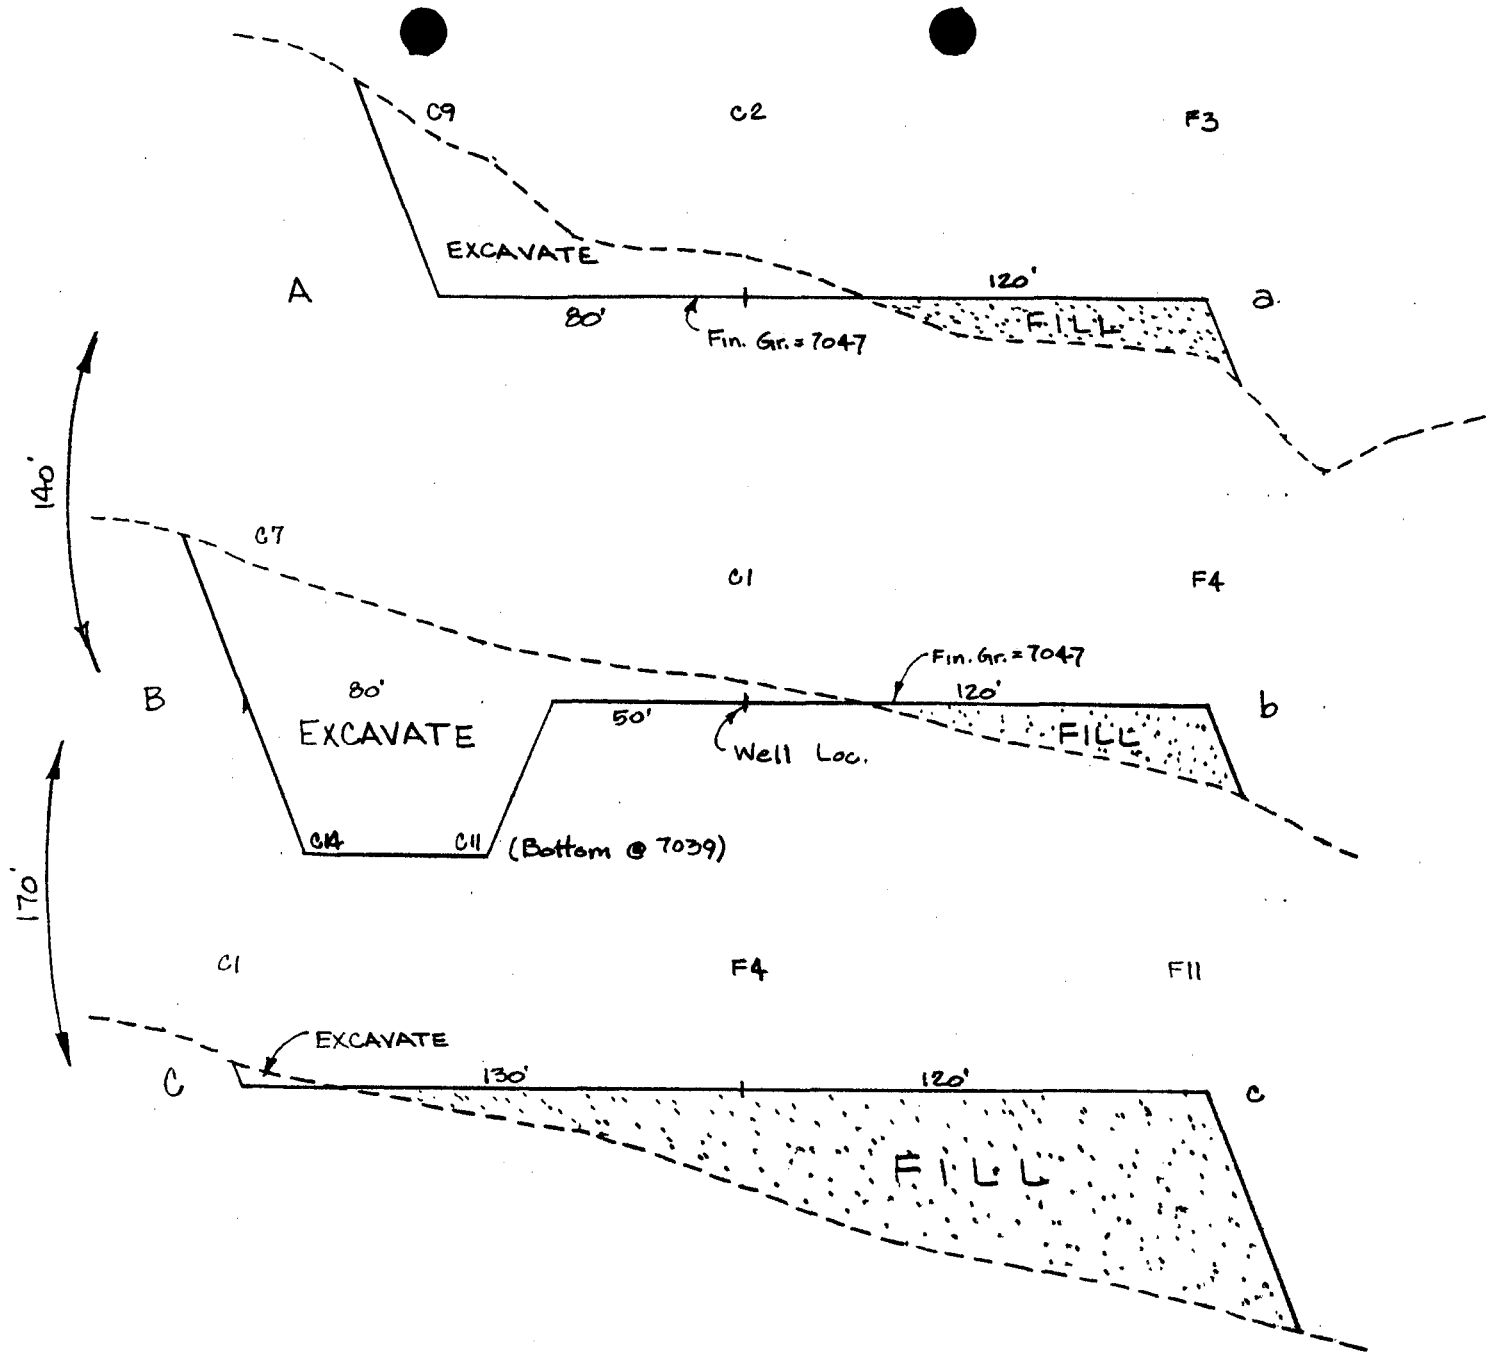 C9
C2
F3
EXCAVATE
A
120'
a
80'
FILL
Fin. Gr. = 7047
140'
C7
C1
F4
Fin. Gr. = 7047
B
80'
120'
b
50'
EXCAVATE
FILL
Well Loc.
C14
C11
(Bottom @ 7039)
170'
C1
F4
F11
EXCAVATE
C
130'
120'
c
FILL